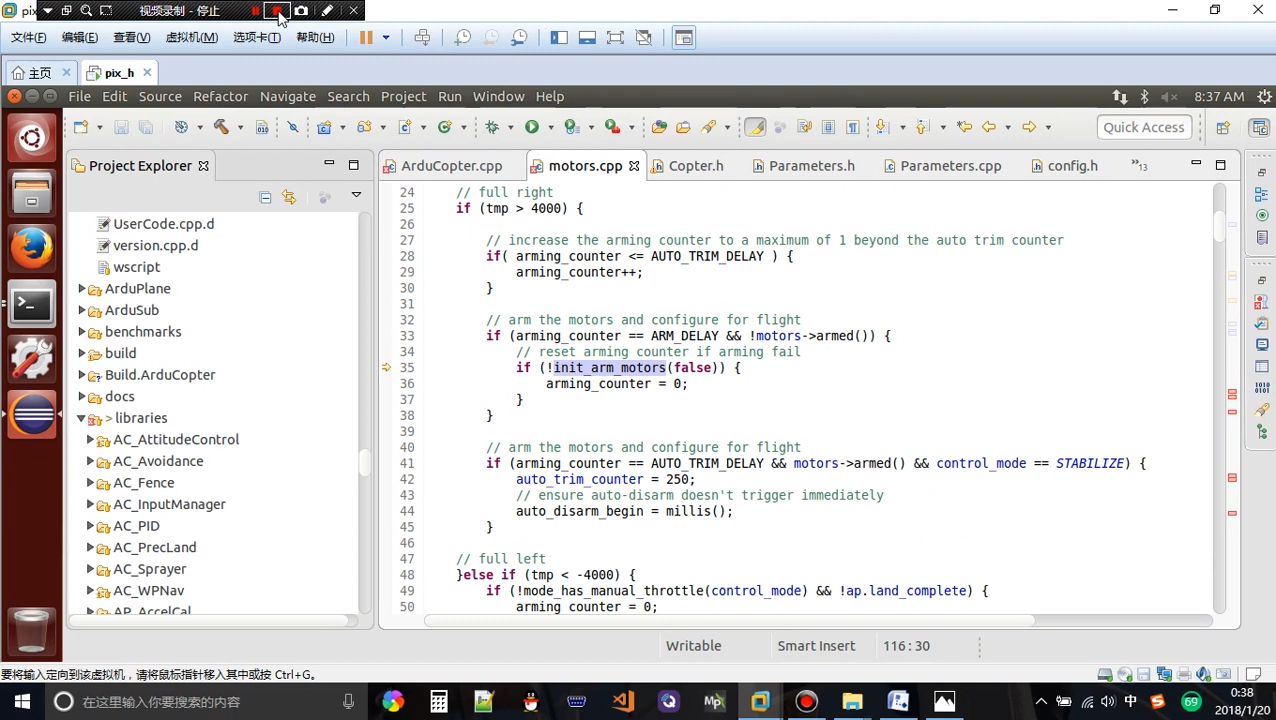 pix
视频录制 - 停止
文件(F) 编辑(E) 查看(V) 虚拟机(M) 选项卡(T) 帮助(H)
主页 pix_h
File Edit Source Refactor Navigate Search Project Run Window Help 8:37 AM
Quick Access
Project Explorer
ArduCopter.cpp motors.cpp Copter.h Parameters.h Parameters.cpp config.h »13
UserCode.cpp.d
version.cpp.d
wscript
ArduPlane
ArduSub
benchmarks
build
Build.ArduCopter
docs
> libraries
AC_AttitudeControl
AC_Avoidance
AC_Fence
AC_InputManager
AC_PID
AC_PrecLand
AC_Sprayer
AC_WPNav
AP_AccelCal
24 // full right
25 if (tmp > 4000) {
26
27 // increase the arming counter to a maximum of 1 beyond the auto trim counter
28 if( arming_counter <= AUTO_TRIM_DELAY ) {
29 arming_counter++;
30 }
31
32 // arm the motors and configure for flight
33 if (arming_counter == ARM_DELAY && !motors->armed()) {
34 // reset arming counter if arming fail
35 if (!init_arm_motors(false)) {
36 arming_counter = 0;
37 }
38 }
39
40 // arm the motors and configure for flight
41 if (arming_counter == AUTO_TRIM_DELAY && motors->armed() && control_mode == STABILIZE) {
42 auto_trim_counter = 250;
43 // ensure auto-disarm doesn't trigger immediately
44 auto_disarm_begin = millis();
45 }
46
47 // full left
48 }else if (tmp < -4000) {
49 if (!mode_has_manual_throttle(control_mode) && !ap.land_complete) {
50 arming_counter = 0;
Writable Smart Insert 116 : 30
要将输入定向到该虚拟机，请将鼠标指针移入其中或按 Ctrl+G。
在这里输入你要搜索的内容
Mp
中
69
0:38
2018/1/20